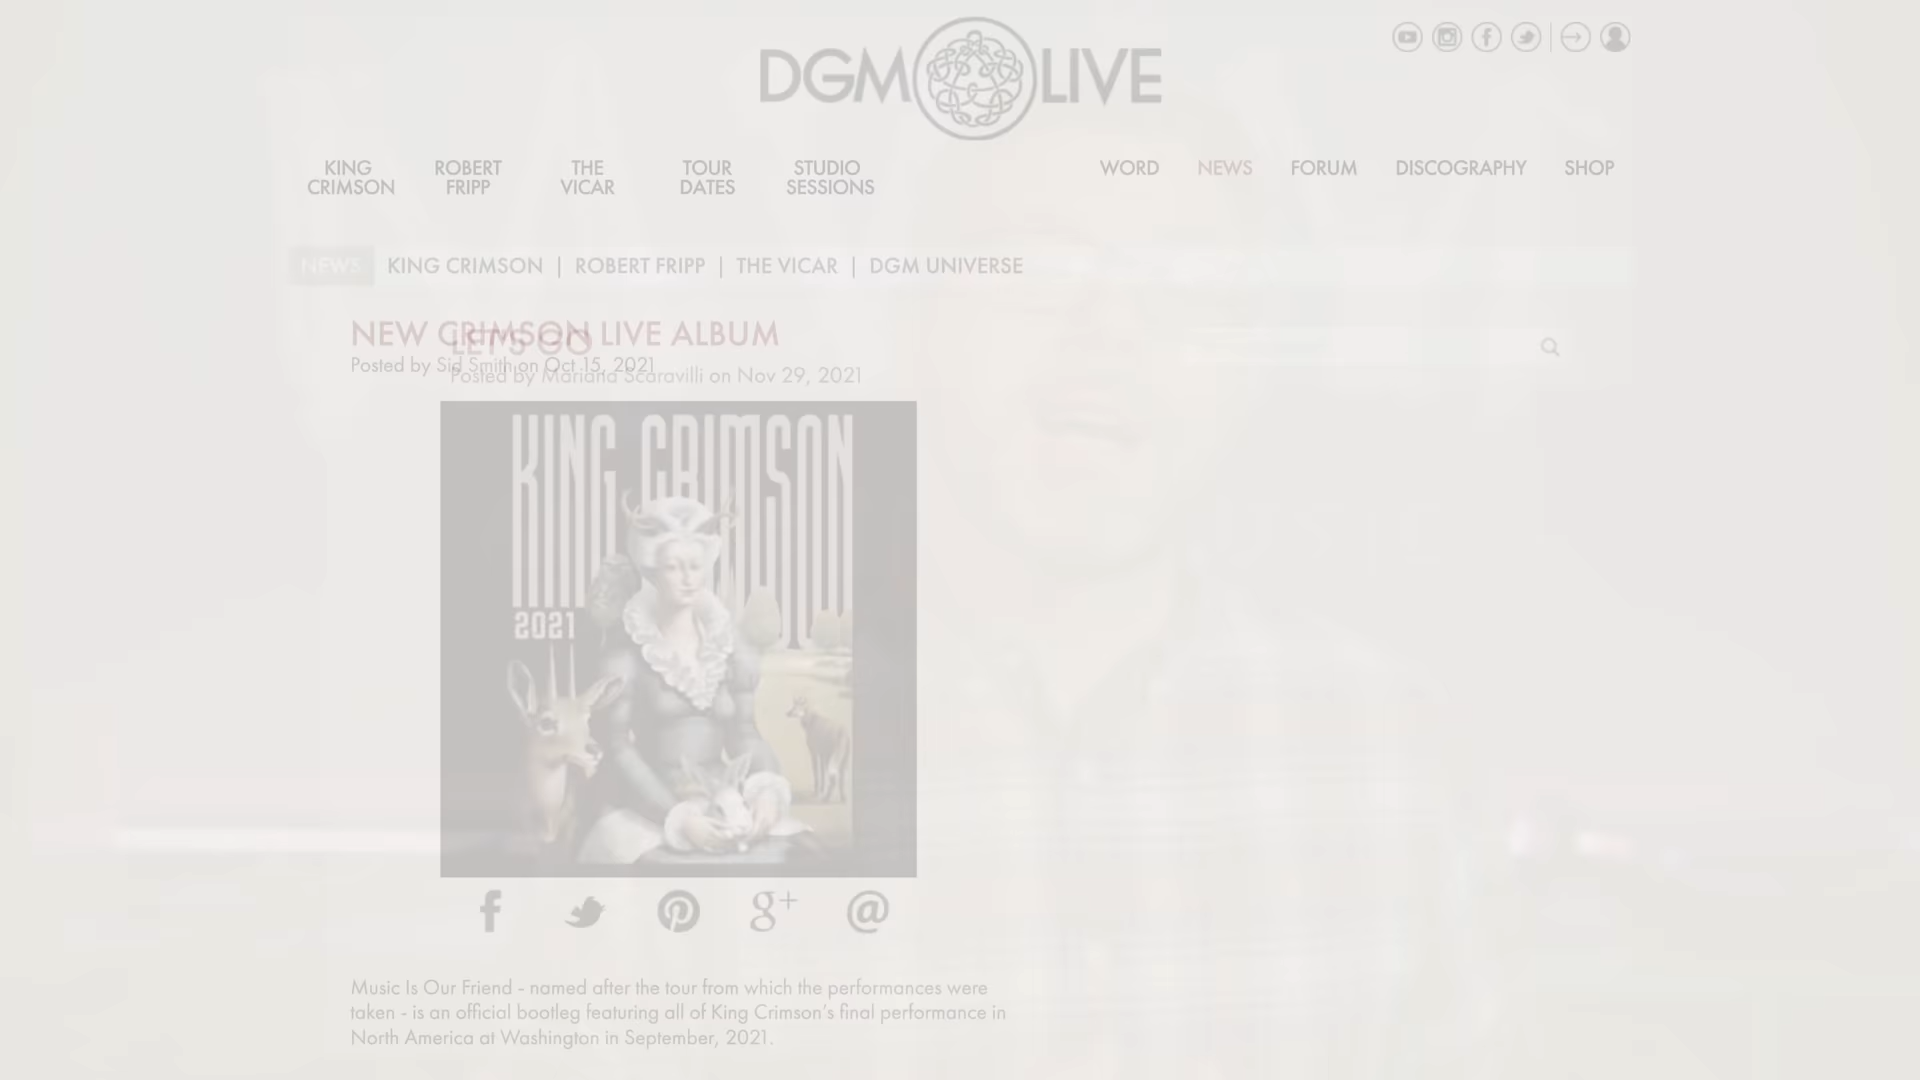 DGM LIVE
KING CRIMSON
ROBERT FRIPP
THE VICAR
TOUR DATES
STUDIO SESSIONS
WORD
NEWS
FORUM
DISCOGRAPHY
SHOP
NEWS
KING CRIMSON | ROBERT FRIPP | THE VICAR | DGM UNIVERSE
NEW CRIMSON LIVE ALBUM
LET'S GO
Posted by Sid Smith on Oct 15, 2021
Posted by Mariana Scaravilli on Nov 29, 2021
KING CRIMSON
2021
f
g+
@
Music Is Our Friend - named after the tour from which the performances were
taken - is an official bootleg featuring all of King Crimson's final performance in
North America at Washington in September, 2021.